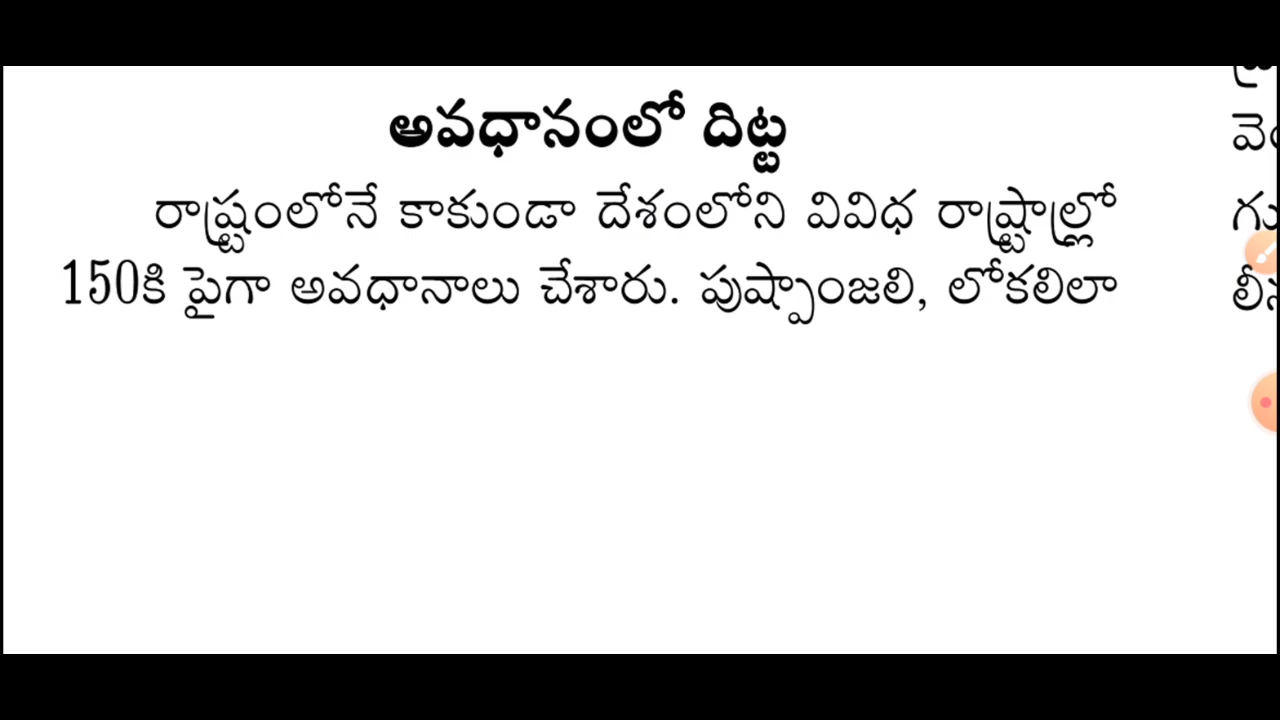 అవధానంలో దిట్ట
రాష్ట్రంలోనే కాకుండా దేశంలోని వివిధ రాష్ట్రాల్లో
150కి పైగా అవధానాలు చేశారు. పుష్పాంజలి, లోకలిలా